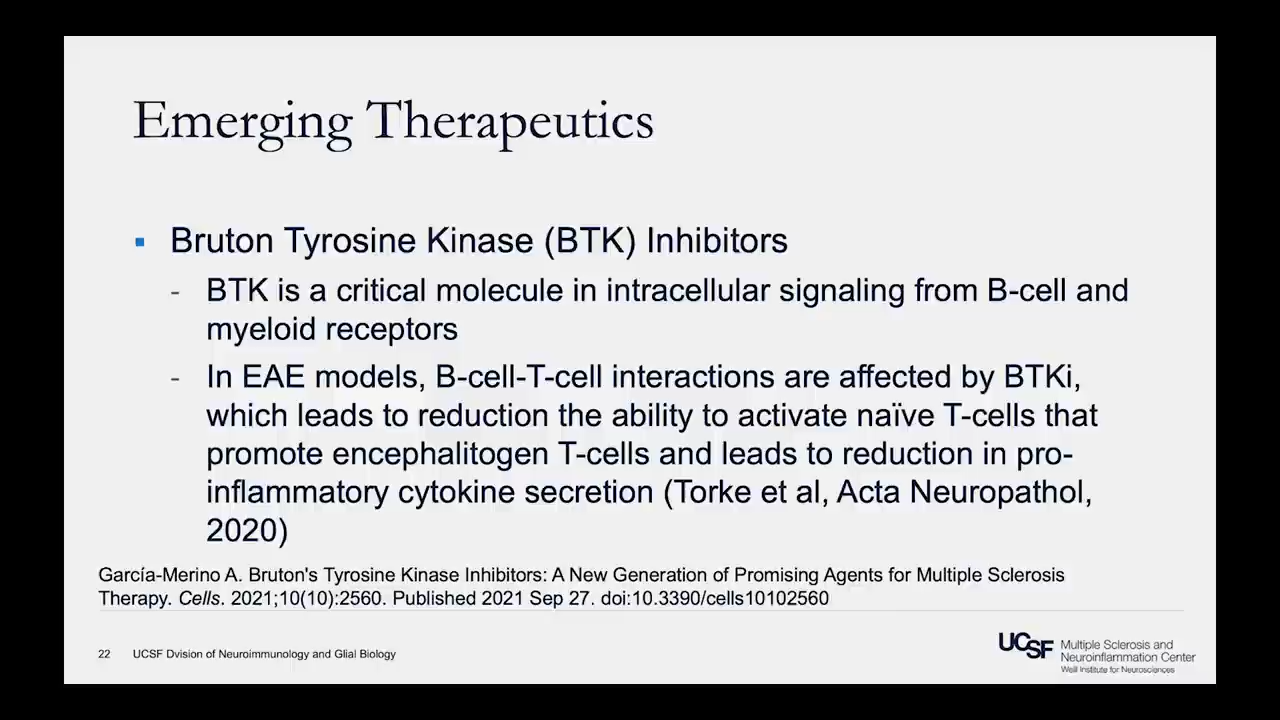 Emerging Therapeutics
▪ Bruton Tyrosine Kinase (BTK) Inhibitors
- BTK is a critical molecule in intracellular signaling from B-cell and
myeloid receptors
- In EAE models, B-cell-T-cell interactions are affected by BTKi,
which leads to reduction the ability to activate naïve T-cells that
promote encephalitogen T-cells and leads to reduction in pro-
inflammatory cytokine secretion (Torke et al, Acta Neuropathol,
2020)
García-Merino A. Bruton's Tyrosine Kinase Inhibitors: A New Generation of Promising Agents for Multiple Sclerosis
Therapy. Cells. 2021;10(10):2560. Published 2021 Sep 27. doi:10.3390/cells10102560
22 UCSF Dvision of Neuroimmunology and Glial Biology
UCSF
Multiple Sclerosis and
Neuroinflammation Center
Weill Institute for Neurosciences